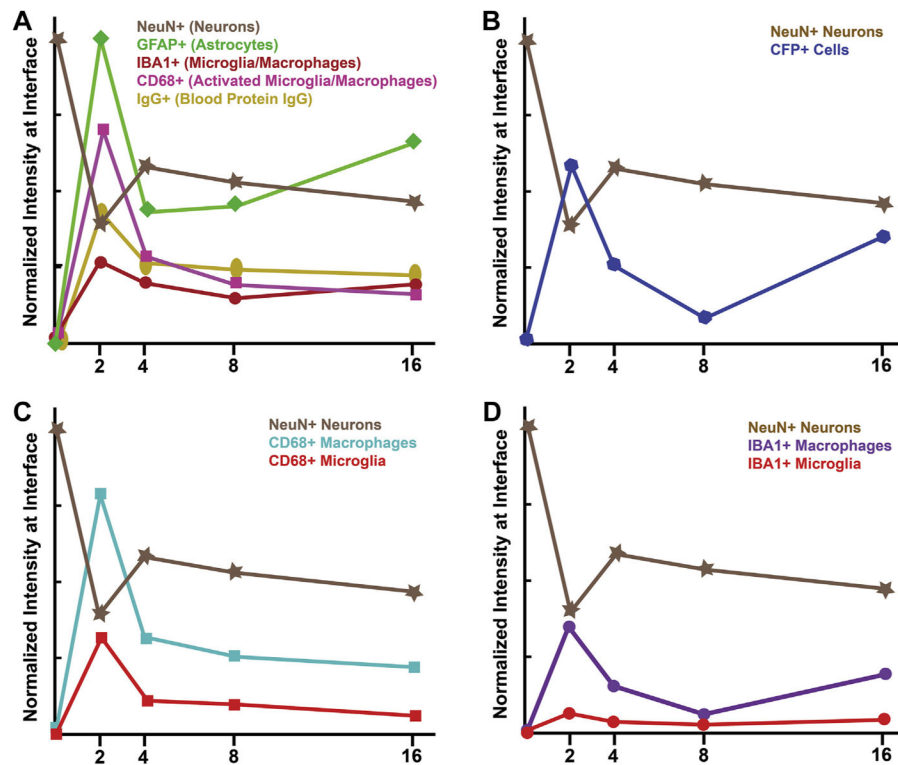 A
NeuN+ (Neurons)
GFAP+ (Astrocytes)
IBA1+ (Microglia/Macrophages)
CD68+ (Activated Microglia/Macrophages)
IgG+ (Blood Protein IgG)
Normalized Intensity at Interface
2 4 8 16
B
NeuN+ Neurons
CFP+ Cells
Normalized Intensity at Interface
2 4 8 16
C
NeuN+ Neurons
CD68+ Macrophages
CD68+ Microglia
Normalized Intensity at Interface
2 4 8 16
D
NeuN+ Neurons
IBA1+ Macrophages
IBA1+ Microglia
Normalized Intensity at Interface
2 4 8 16